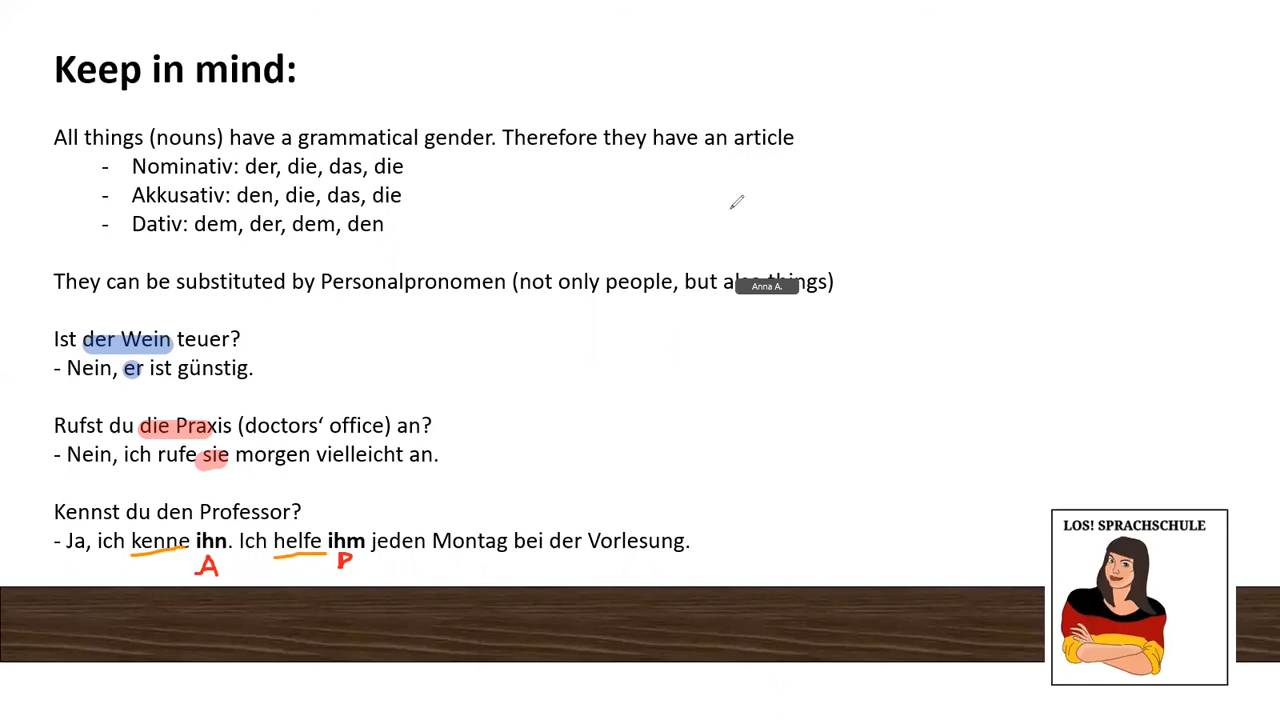 Keep in mind:
All things (nouns) have a grammatical gender. Therefore they have an article
- Nominativ: der, die, das, die
- Akkusativ: den, die, das, die
- Dativ: dem, der, dem, den
They can be substituted by Personalpronomen (not only people, but also things)
Anna A.
Ist der Wein teuer?
- Nein, er ist günstig.
Rufst du die Praxis (doctors‘ office) an?
- Nein, ich rufe sie morgen vielleicht an.
Kennst du den Professor?
- Ja, ich kenne ihn. Ich helfe ihm jeden Montag bei der Vorlesung.
A P
LOS! SPRACHSCHULE